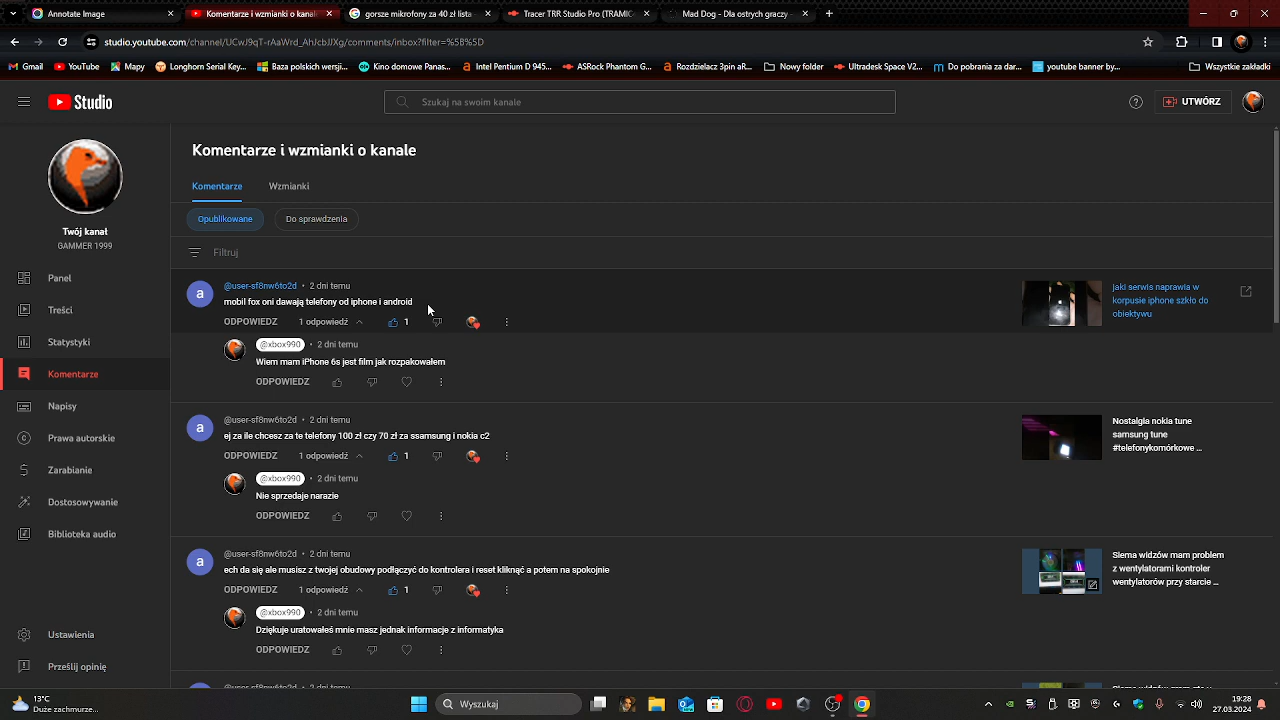 Annotate Image
Komentarze i wzmianki o kanale
gorsze mikrofony za 40 zł lista
Tracer TRR Studio Pro (TRAMIC
Mad Dog – Dla ostrych graczy
studio.youtube.com/channel/UCwJ9qT-rAaWrd_AhJcbJJXg/comments/inbox?filter=%5B%5D
Gmail
YouTube
Maps
Longhorn Serial Key...
Baza polskich wersji...
Kino domowe Panas...
Intel Pentium D 945...
ASRock Phantom G...
Rozdzielacz 3pin aR...
New folder
Ultradesk Space V2...
Do pobrania za dar...
youtube banner by...
Wszystkie zakładki
Studio
Szukaj na swoim kanale
UTWÓRZ
Twój kanał
GAMMER 1999
Panel
Treści
Statystyki
Komentarze
Napisy
Prawa autorskie
Zarabianie
Dostosowywanie
Biblioteka audio
Ustawienia
Prześlij opinię
Komentarze i wzmianki o kanale
Komentarze
Wzmianki
Opublikowane
Do sprawdzenia
Filtruj
a
@user-sf8nw6to2d • 2 dni temu
mobil fox oni dawają telefony od iphone i android
ODPOWIEDZ 1 odpowiedź 1
@xbox990 • 2 dni temu
Wiem mam iPhone 6s jest film jak rozpakowałem
ODPOWIEDZ
jaki serwis naprawia w
korpusie iphone szkło do
obiektywu
a
@user-sf8nw6to2d • 2 dni temu
ej za ile chcesz za te telefony 100 zł czy 70 zł za ssamsung i nokia c2
ODPOWIEDZ 1 odpowiedź 1
@xbox990 • 2 dni temu
Nie sprzedaję narazie
ODPOWIEDZ
Nostalgia nokia tune
samsung tune
#telefonykomórkowe ...
a
@user-sf8nw6to2d • 2 dni temu
ech da się ale musisz z twojej obudowy podłączyć do kontrolera i reset kliknąć a potem na spokojnie
ODPOWIEDZ 1 odpowiedź 1
@xbox990 • 2 dni temu
Dziękuje uratowałeś mnie masz jednak informacje z informatyka
ODPOWIEDZ
Siema widzów mam problem
z wentylatorami kontroler
wentylatorów przy starcie ...
13°C
Duże zachmurze...
Wyszukaj
19:28
27.03.2024